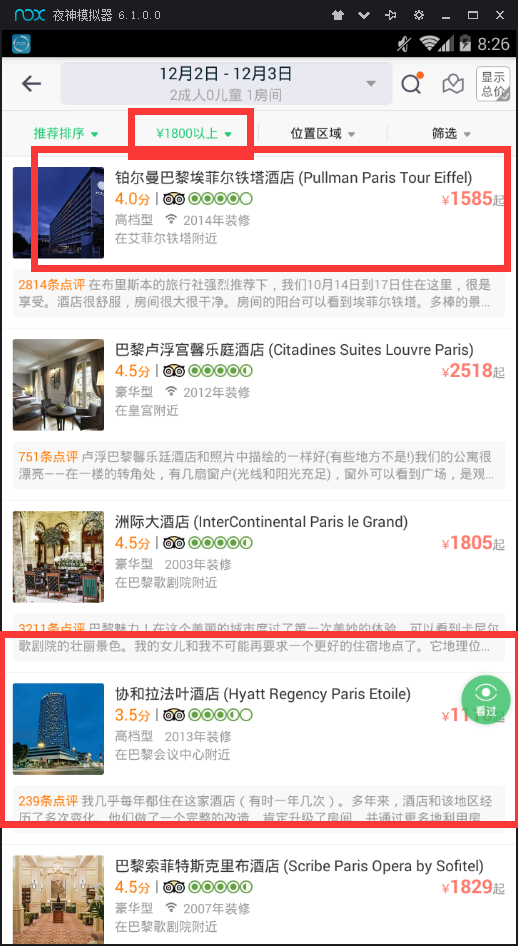 nox 夜神模拟器 6.1.0.0
8:26
12月2日 - 12月3日
2成人0儿童 1房间
显示
总价
推荐排序
¥1800以上
位置区域
筛选
铂尔曼巴黎埃菲尔铁塔酒店 (Pullman Paris Tour Eiffel)
4.0分
¥1585起
高档型 2014年装修
在艾菲尔铁塔附近
2814条点评 在布里斯本的旅行社强烈推荐下，我们10月14日到17日住在这里，很是
享受。酒店很舒服，房间很大很干净。房间的阳台可以看到埃菲尔铁塔。多棒的景...
巴黎卢浮宫馨乐庭酒店 (Citadines Suites Louvre Paris)
4.5分
¥2518起
豪华型 2012年装修
在皇宫附近
751条点评 卢浮巴黎馨乐廷酒店和照片中描绘的一样好(有些地方不是!)我们的公寓很
漂亮——在一楼的转角处，有几扇窗户(光线和阳光充足)，窗外可以看到广场，是观...
洲际大酒店 (InterContinental Paris le Grand)
4.5分
¥1805起
豪华型 2003年装修
在巴黎歌剧院附近
3211条点评 巴黎魅力！在这个美丽的城市度过了第一次美妙的体验，可以看到卡尼尔
歌剧院的壮丽景色。我的女儿和我不可能再要求一个更好的住宿地点了。它地理位...
协和拉法叶酒店 (Hyatt Regency Paris Etoile)
3.5分
看过
高档型 2013年装修
在巴黎会议中心附近
239条点评 我几乎每年都住在这家酒店（有时一年几次）。多年来，酒店和该地区经
历了多次变化，他们做了一个完整的改造，肯定升级了房间，并通过更多地利用房
巴黎索菲特斯克里布酒店 (Scribe Paris Opera by Sofitel)
4.5分
¥1829起
豪华型 2007年装修
在巴黎歌剧院附近